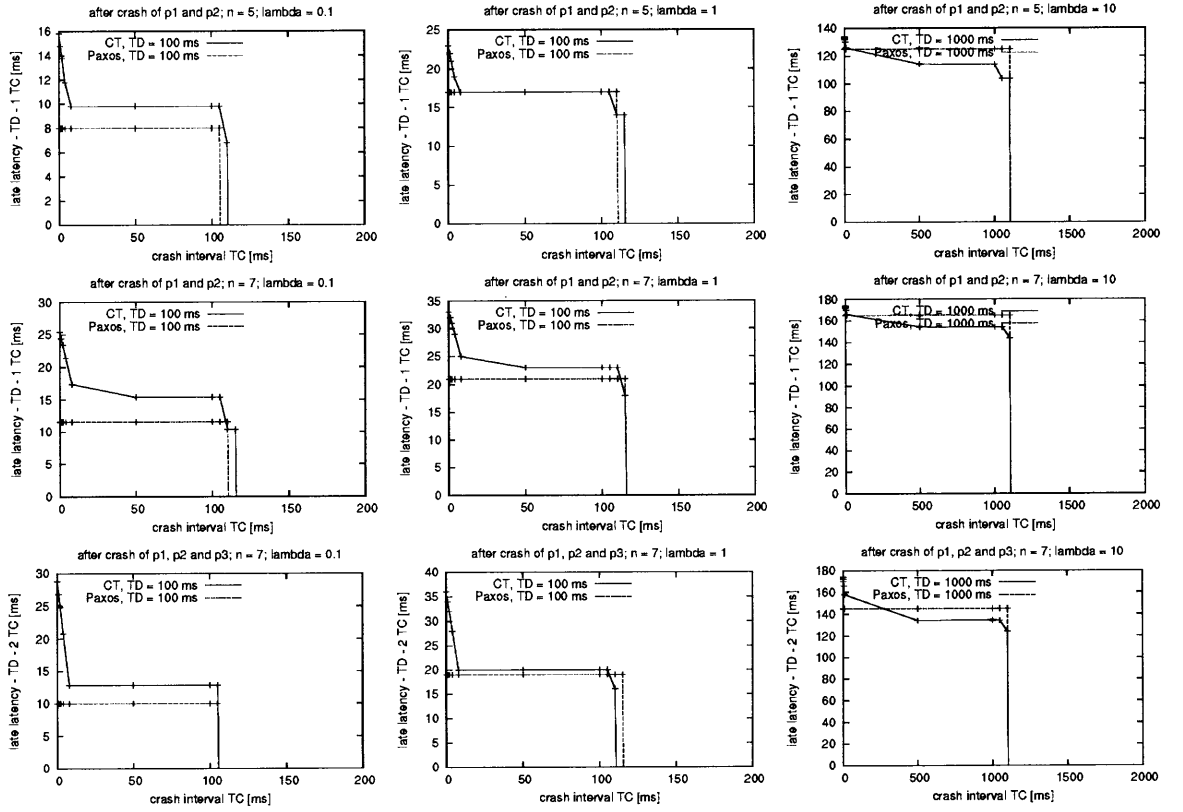 after crash of p1 and p2; n = 5; lambda = 0.1
late latency - TD - 1 TC [ms]
16
14
12
10
8
6
4
2
0
CT, TD = 100 ms
Paxos, TD = 100 ms
0 50 100 150 200
crash interval TC [ms]
after crash of p1 and p2; n = 5; lambda = 1
late latency - TD - 1 TC [ms]
25
20
15
10
5
0
CT, TD = 100 ms
Paxos, TD = 100 ms
0 50 100 150 200
crash interval TC [ms]
after crash of p1 and p2; n = 5; lambda = 10
late latency - TD - 1 TC [ms]
140
120
100
80
60
40
20
0
CT, TD = 1000 ms
Paxos, TD = 1000 ms
0 500 1000 1500 2000
crash interval TC [ms]
after crash of p1 and p2; n = 7; lambda = 0.1
late latency - TD - 1 TC [ms]
30
25
20
15
10
5
0
CT, TD = 100 ms
Paxos, TD = 100 ms
0 50 100 150 200
crash interval TC [ms]
after crash of p1 and p2; n = 7; lambda = 1
late latency - TD - 1 TC [ms]
35
30
25
20
15
10
5
0
CT, TD = 100 ms
Paxos, TD = 100 ms
0 50 100 150 200
crash interval TC [ms]
after crash of p1 and p2; n = 7; lambda = 10
late latency - TD - 1 TC [ms]
180
160
140
120
100
80
60
40
20
0
CT, TD = 1000 ms
Paxos, TD = 1000 ms
0 500 1000 1500 2000
crash interval TC [ms]
after crash of p1, p2 and p3; n = 7; lambda = 0.1
late latency - TD - 2 TC [ms]
30
25
20
15
10
5
0
CT, TD = 100 ms
Paxos, TD = 100 ms
0 50 100 150 200
crash interval TC [ms]
after crash of p1, p2 and p3; n = 7; lambda = 1
late latency - TD - 2 TC [ms]
40
35
30
25
20
15
10
5
0
CT, TD = 100 ms
Paxos, TD = 100 ms
0 50 100 150 200
crash interval TC [ms]
after crash of p1, p2 and p3; n = 7; lambda = 10
late latency - TD - 2 TC [ms]
180
160
140
120
100
80
60
40
20
0
CT, TD = 1000 ms
Paxos, TD = 1000 ms
0 500 1000 1500 2000
crash interval TC [ms]